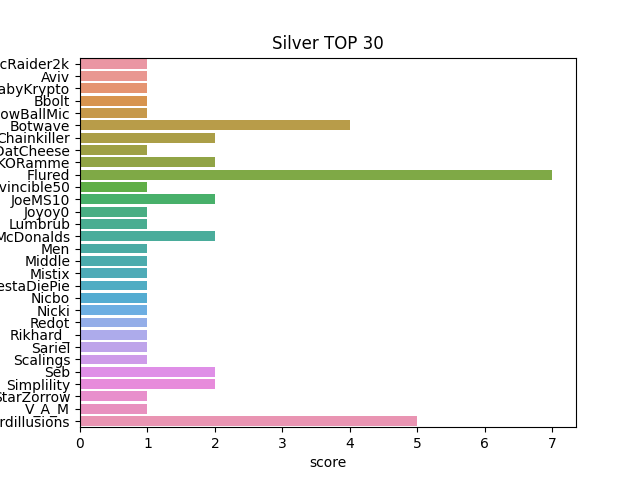 Silver TOP 30
cRaider2k
Aviv
abyKrypto
Bbolt
owBallMic
Botwave
Chainkiller
DatCheese
KORamme
Flured
vincible50
JoeMS10
Joyoy0
Lumbrub
McDonalds
Men
Middle
Mistix
estaDiePie
Nicbo
Nicki
Redot
Rikhard_
Sariel
Scalings
Seb
Simplility
StarZorrow
V_A_M
rdillusions
0 1 2 3 4 5 6 7
score